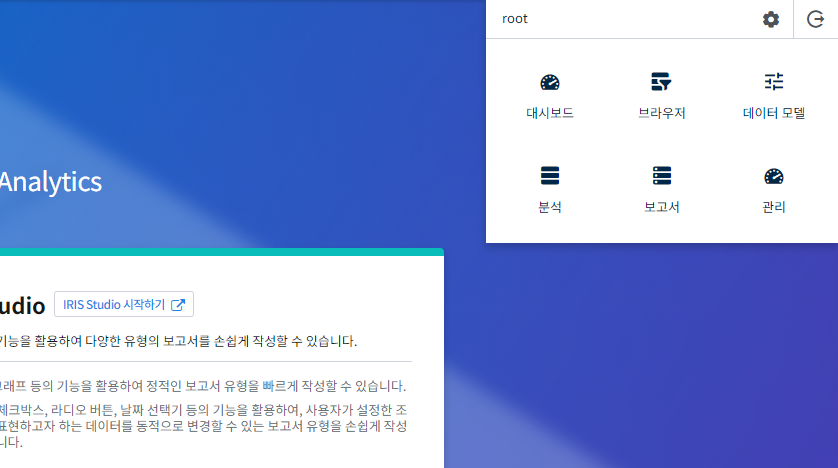 root
대시보드
브라우저
데이터 모델
분석
보고서
관리
Analytics
udio
IRIS Studio 시작하기
기능을 활용하여 다양한 유형의 보고서를 손쉽게 작성할 수 있습니다.
래프 등의 기능을 활용하여 정적인 보고서 유형을 빠르게 작성할 수 있습니다.
체크박스, 라디오 버튼, 날짜 선택기 등의 기능을 활용하여, 사용자가 설정한 조
표현하고자 하는 데이터를 동적으로 변경할 수 있는 보고서 유형을 손쉽게 작성
니다.